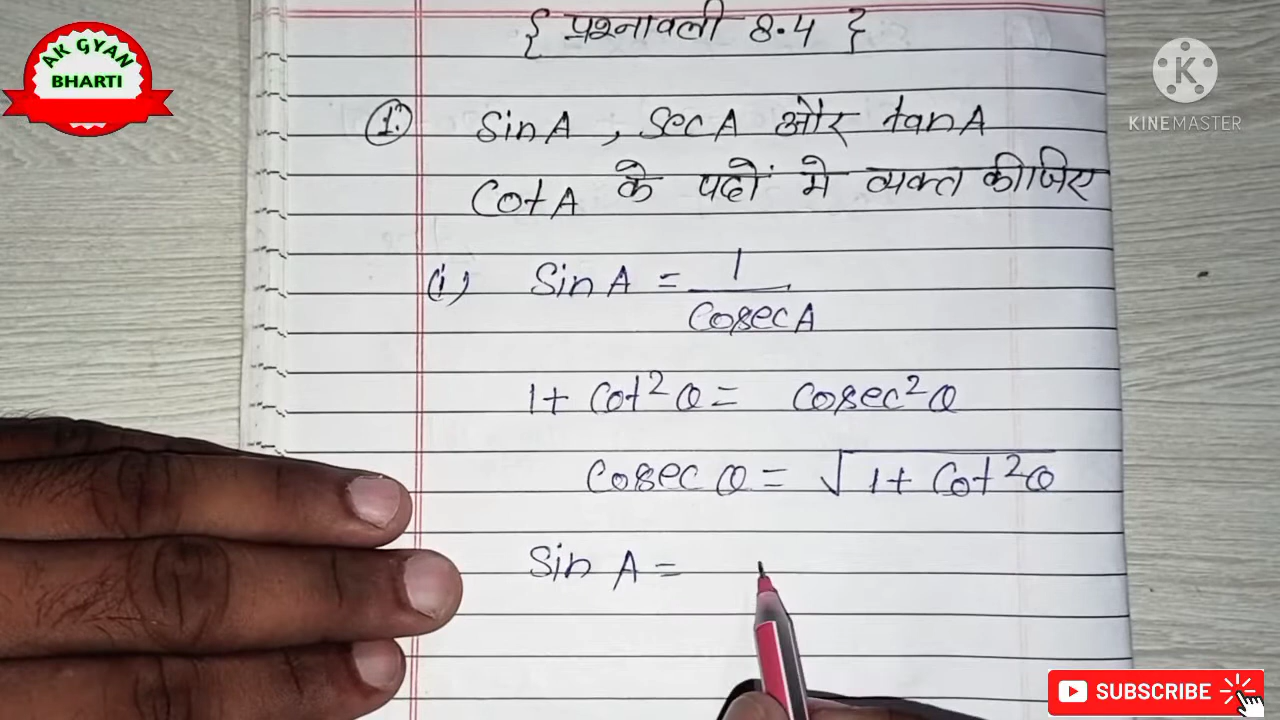 AK GYAN
BHARTI
{ प्रश्नावली 8.4 }
K
KINEMASTER
1. Sin A , Sec A और tan A
Cot A के पदों मे व्यक्त कीजिए
(i) Sin A = 1/Cosec A
1 + Cot²θ = Cosec²θ
Cosec θ = √1 + Cot²θ
Sin A =
SUBSCRIBE